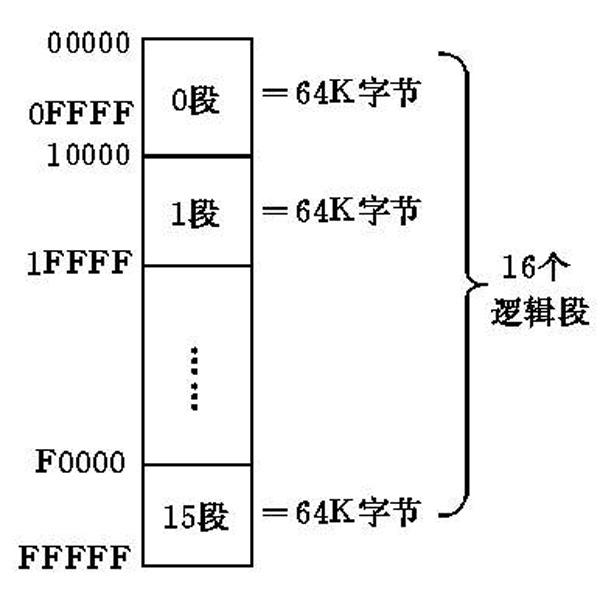 00000
0段 =64K字节
0FFFF
10000
1段 =64K字节
1FFFF
16个
逻辑段
……
F0000
15段 =64K字节
FFFFF